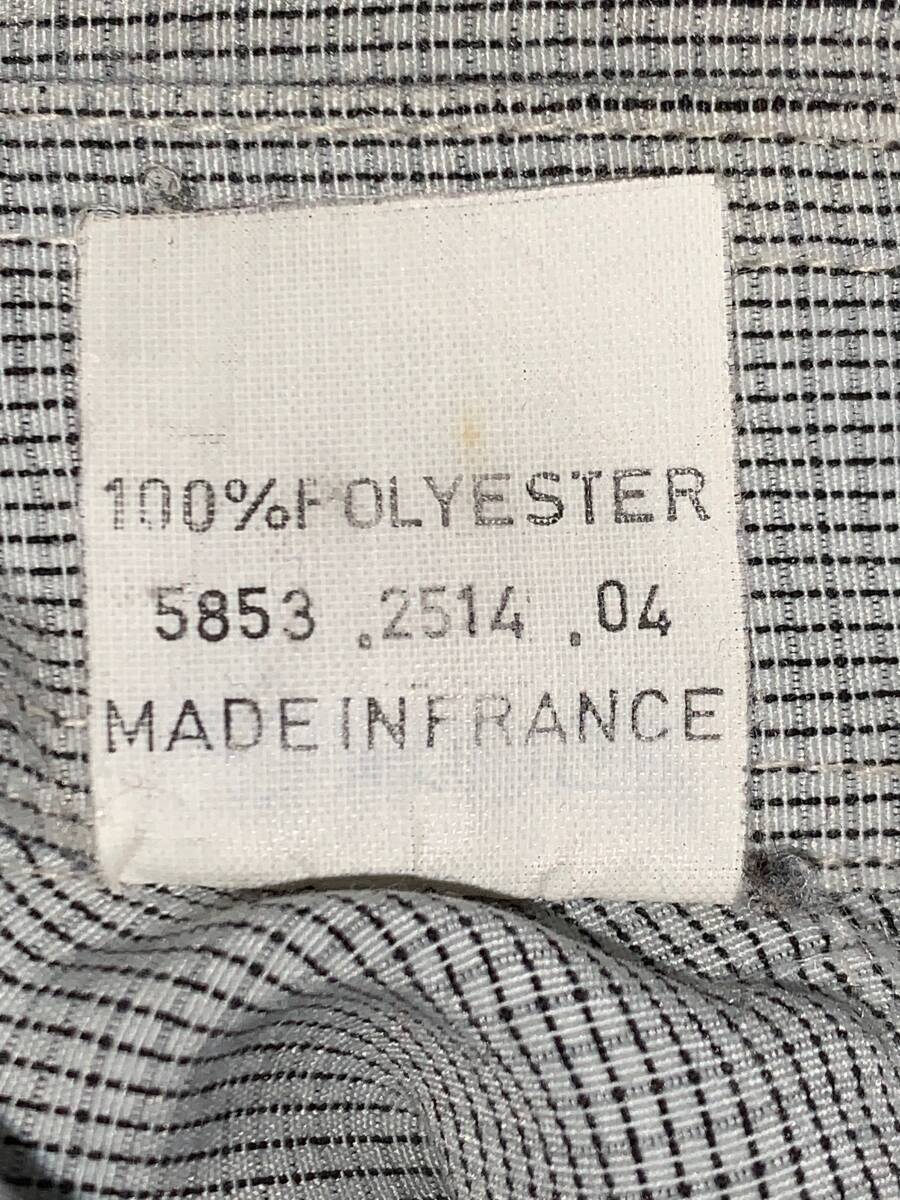 100%POLYESTER
5853 .2514 .04
MADE IN FRANCE